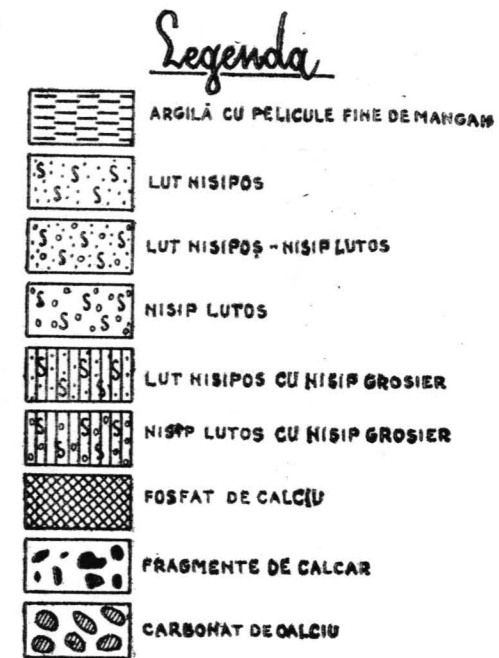 Legenda
ARGILĂ CU PELICULE FINE DE MANGAN
LUT NISIPOS
LUT NISIPOS - NISIP LUTOS
NISIP LUTOS
LUT NISIPOS CU NISIP GROSIER
NISIP LUTOS CU NISIP GROSIER
FOSFAT DE CALCIU
FRAGMENTE DE CALCAR
CARBONAT DE CALCIU